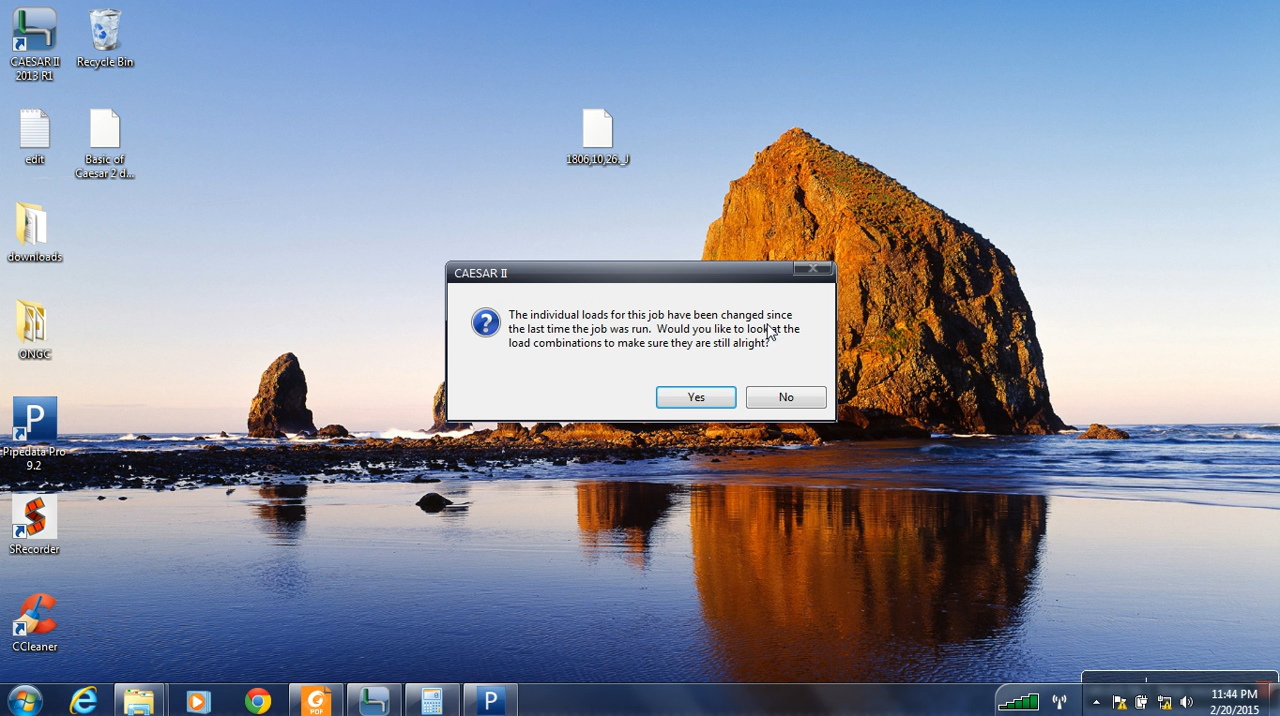 CAESAR II
2013 R1
Recycle Bin
edit
Basic of
Caesar 2 d...
1806,10,26,_J
downloads
ONGC
P
Pipedata Pro
9.2
SRecorder
CCleaner
CAESAR II
The individual loads for this job have been changed since
the last time the job was run. Would you like to look at the
load combinations to make sure they are still alright?
Yes
No
PDF
P
11:44 PM
2/20/2015